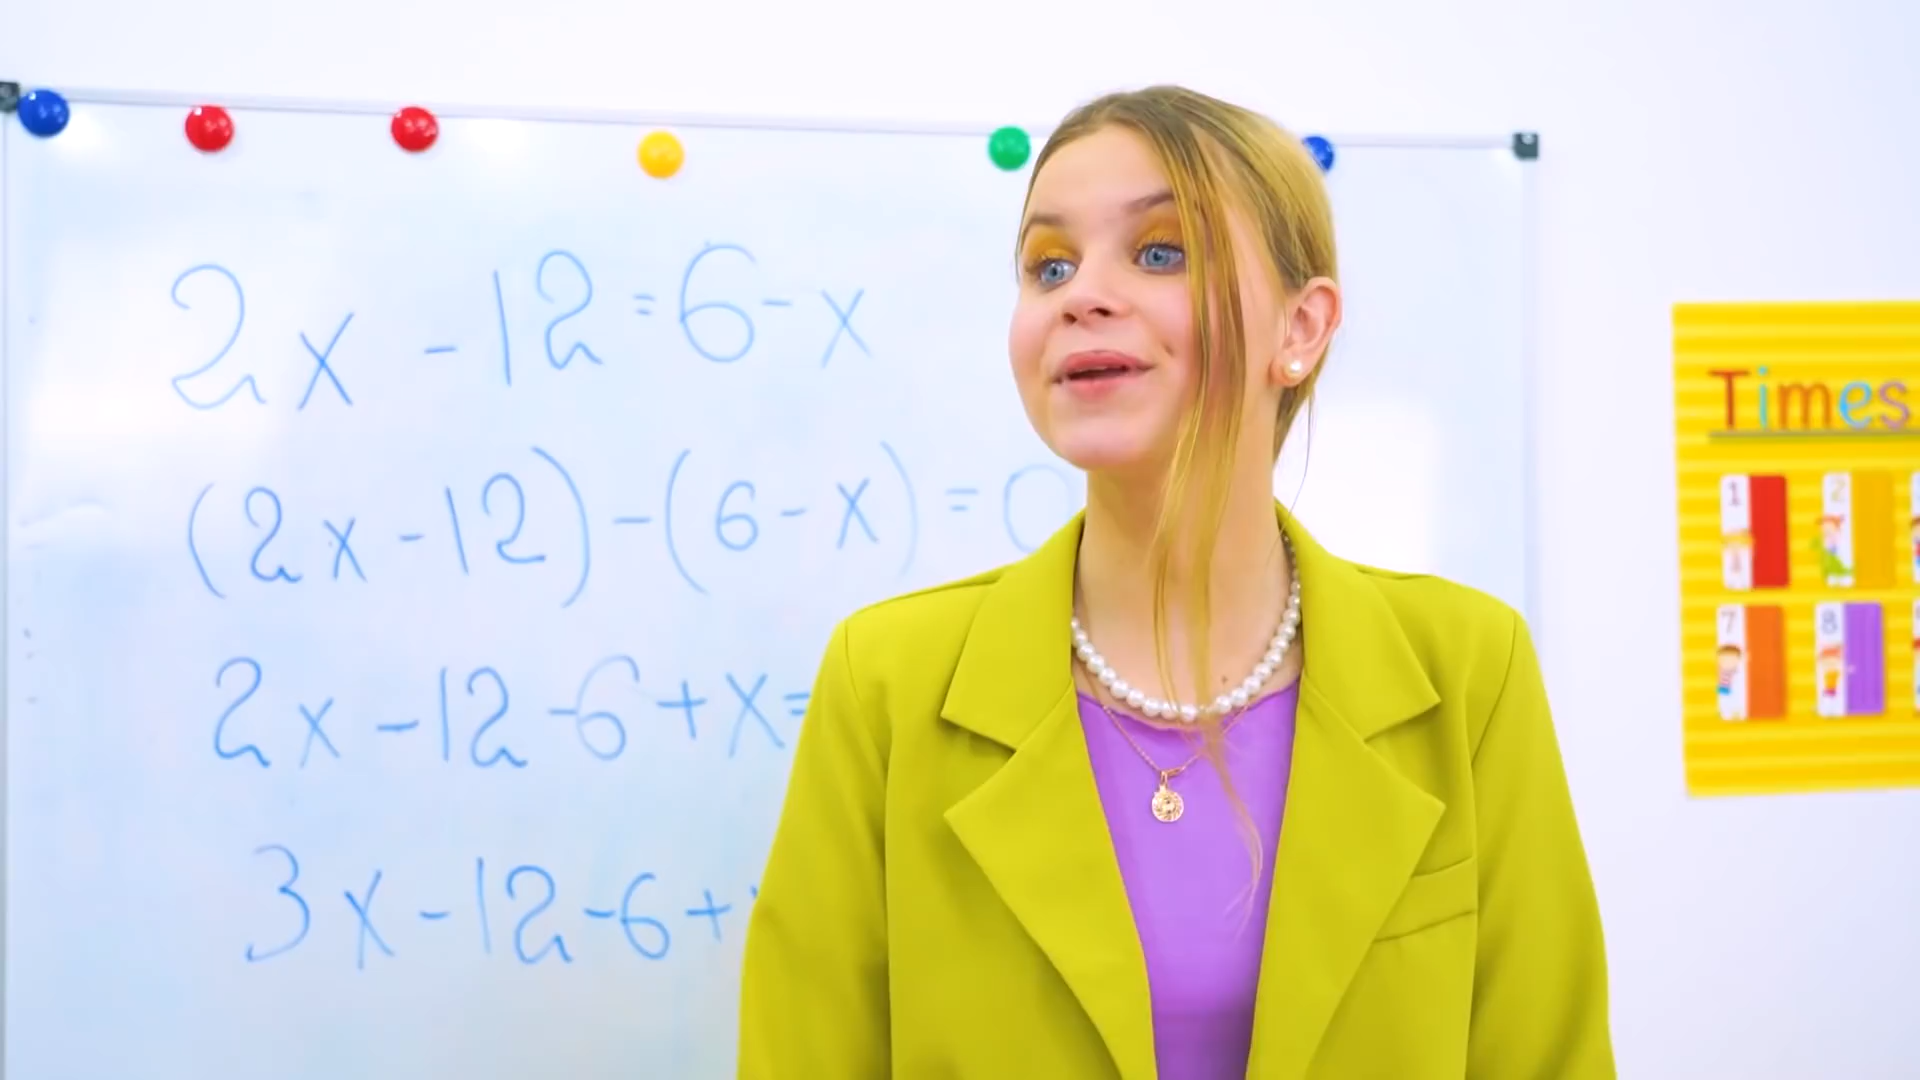 2x - 12 = 6 - x
(2x - 12) - (6 - x) = 0
2x - 12 - 6 + x =
3x - 12 - 6 +
Times
1 2
7 8